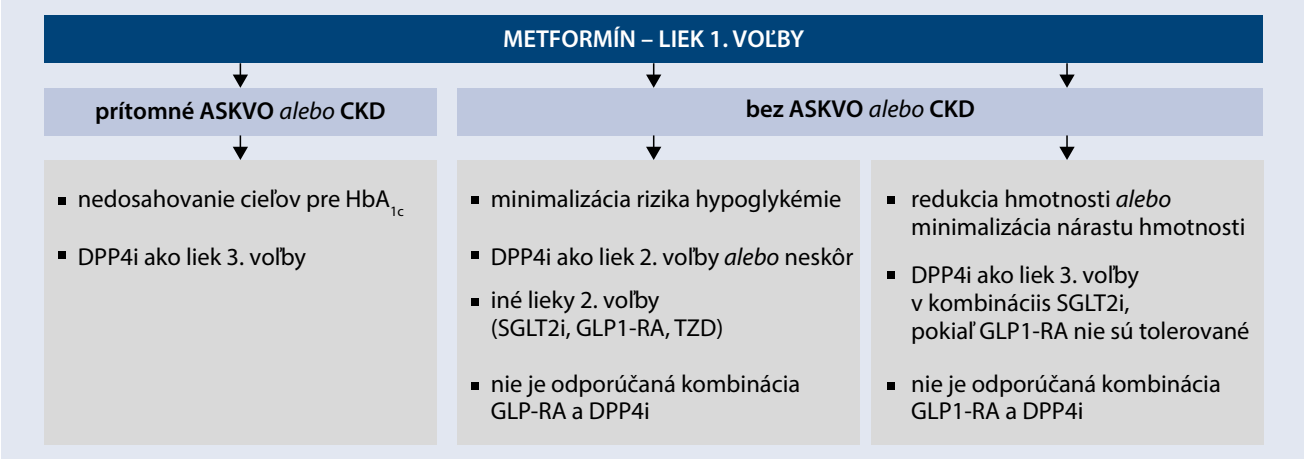 METFORMÍN – LIEK 1. VOĽBY
prítomné ASKVO alebo CKD
bez ASKVO alebo CKD
▪ nedosahovanie cieľov pre HbA1c
▪ DPP4i ako liek 3. voľby
▪ minimalizácia rizika hypoglykémie
▪ DPP4i ako liek 2. voľby alebo neskôr
▪ iné lieky 2. voľby
(SGLT2i, GLP1-RA, TZD)
▪ nie je odporúčaná kombinácia
GLP-RA a DPP4i
▪ redukcia hmotnosti alebo
minimalizácia nárastu hmotnosti
▪ DPP4i ako liek 3. voľby
v kombináciis SGLT2i,
pokiaľ GLP1-RA nie sú tolerované
▪ nie je odporúčaná kombinácia
GLP1-RA a DPP4i